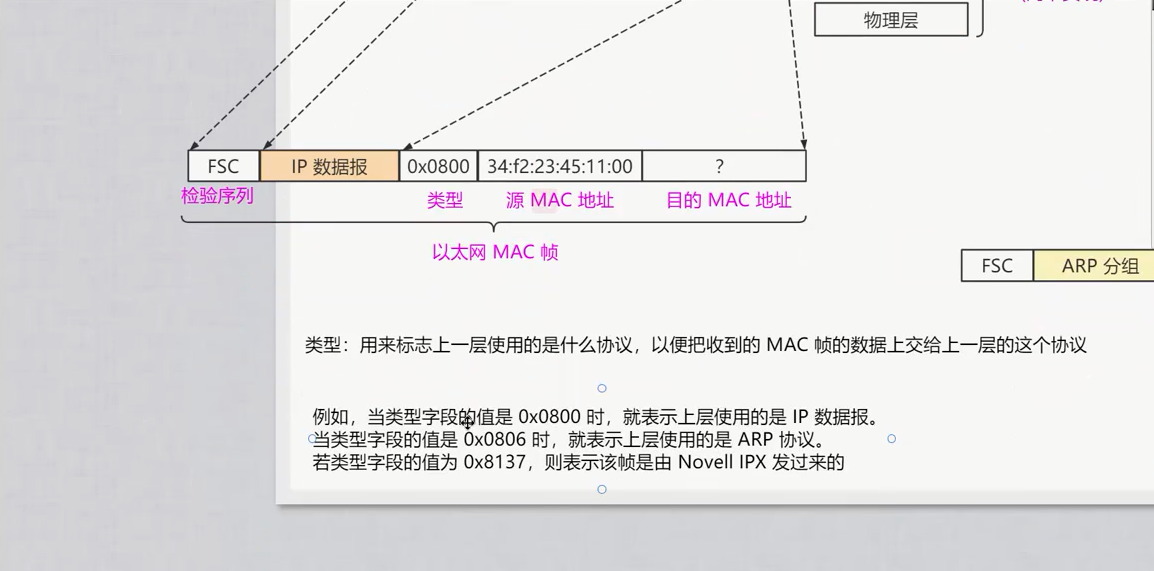 物理层
FSC IP 数据报 0x0800 34:f2:23:45:11:00 ?
检验序列 类型 源 MAC 地址 目的 MAC 地址
以太网 MAC 帧
FSC ARP 分组
类型：用来标志上一层使用的是什么协议，以便把收到的 MAC 帧的数据上交给上一层的这个协议
例如，当类型字段的值是 0x0800 时，就表示上层使用的是 IP 数据报。
当类型字段的值是 0x0806 时，就表示上层使用的是 ARP 协议。
若类型字段的值为 0x8137，则表示该帧是由 Novell IPX 发过来的